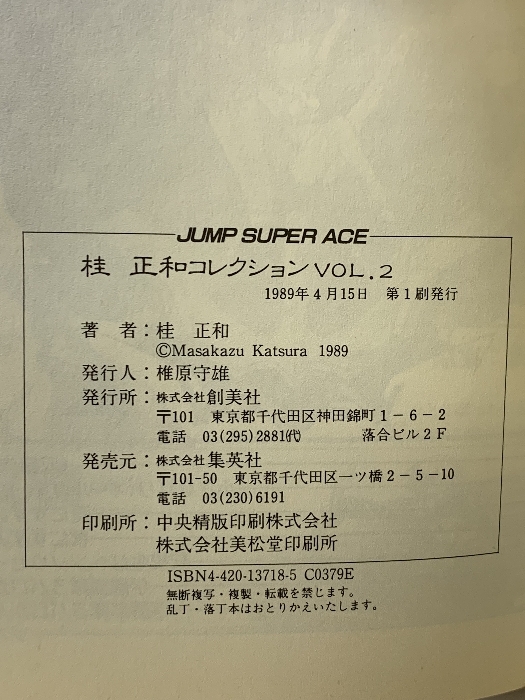 JUMP SUPER ACE
桂 正和コレクション VOL.2
1989年4月15日 第1刷発行
著 者：桂 正和
©Masakazu Katsura 1989
発行人：椎原守雄
発行所：株式会社 創美社
〒101 東京都千代田区神田錦町1-6-2
電話 03(295)2881㈹ 落合ビル2F
発売元：株式会社 集英社
〒101-50 東京都千代田区一ツ橋2-5-10
電話 03(230)6191
印刷所：中央精版印刷株式会社
株式会社美松堂印刷所
ISBN4-420-13718-5 C0379E
無断複写・複製・転載を禁じます。
乱丁・落丁本はおとりかえいたします。